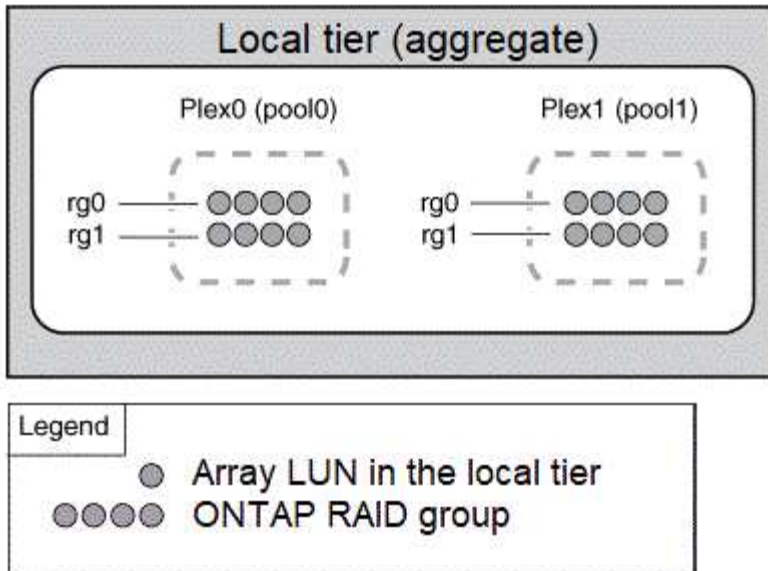 Local tier (aggregate)
Plex0 (pool0) Plex1 (pool1)
rg0 rg0
rg1 rg1
Legend
Array LUN in the local tier
ONTAP RAID group